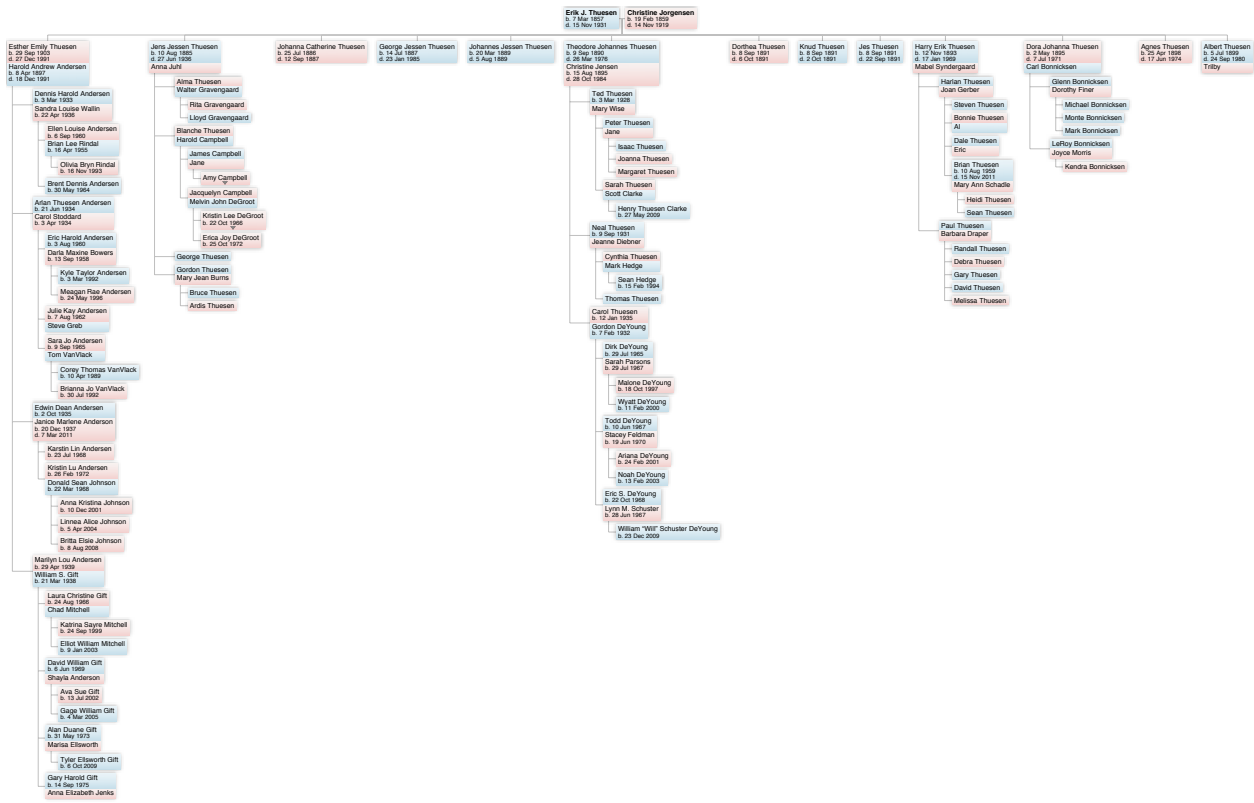 Erik J. Thuesen
b. 7 Mar 1857
d. 15 Nov 1931
Christine Jorgensen
b. 19 Feb 1859
d. 14 Nov 1919
Esther Emily Thuesen
b. 29 Sep 1903
d. 27 Dec 1991
Harold Andrew Andersen
b. 8 Apr 1897
d. 18 Dec 1991
Dennis Harold Andersen
b. 3 Mar 1933
Sandra Louise Wallin
b. 22 Apr 1936
Ellen Louise Andersen
b. 6 Sep 1960
Brian Lee Rindal
b. 16 Apr 1955
Olivia Bryn Rindal
b. 16 Nov 1993
Brent Dennis Andersen
b. 30 May 1964
Arlan Thuesen Andersen
b. 21 Jun 1934
Carol Stoddard
b. 3 Apr 1934
Eric Harold Andersen
b. 3 Aug 1960
Darla Maxine Bowers
b. 13 Sep 1958
Kyle Taylor Andersen
b. 3 Mar 1992
Meagan Rae Andersen
b. 24 May 1996
Julie Kay Andersen
b. 7 Aug 1962
Steve Greb
Sara Jo Andersen
b. 9 Sep 1965
Tom VanVlack
Corey Thomas VanVlack
b. 10 Apr 1989
Brianna Jo VanVlack
b. 30 Jul 1992
Edwin Dean Andersen
b. 2 Oct 1935
Janice Marlene Anderson
b. 20 Dec 1937
d. 7 Mar 2011
Karstin Lin Andersen
b. 23 Jul 1968
Kristin Lu Andersen
b. 26 Feb 1972
Donald Sean Johnson
b. 22 Mar 1968
Anna Kristina Johnson
b. 10 Dec 2001
Linnea Alice Johnson
b. 5 Apr 2004
Britta Elsie Johnson
b. 8 Aug 2008
Marilyn Lou Andersen
b. 29 Apr 1939
William S. Gift
b. 21 Mar 1938
Laura Christine Gift
b. 24 Aug 1966
Chad Mitchell
Katrina Sayre Mitchell
b. 24 Sep 1999
Elliot William Mitchell
b. 9 Jan 2003
David William Gift
b. 6 Jun 1969
Shayla Anderson
Ava Sue Gift
b. 13 Jul 2002
Gage William Gift
b. 4 Mar 2005
Alan Duane Gift
b. 31 May 1973
Marisa Ellsworth
Tyler Ellsworth Gift
b. 6 Oct 2009
Gary Harold Gift
b. 14 Sep 1975
Anna Elizabeth Jenks
Jens Jessen Thuesen
b. 10 Aug 1885
d. 27 Jun 1936
Anna Juhl
Alma Thuesen
Walter Gravengaard
Rita Gravengaard
Lloyd Gravengaard
Blanche Thuesen
Harold Campbell
James Campbell
Jane
Amy Campbell
Jacquelyn Campbell
Melvin John DeGroot
Kristin Lee DeGroot
b. 22 Oct 1966
Erica Joy DeGroot
b. 25 Oct 1972
George Thuesen
Gordon Thuesen
Mary Jean Burns
Bruce Thuesen
Ardis Thuesen
Johanna Catherine Thuesen
b. 25 Jul 1886
d. 12 Sep 1887
George Jessen Thuesen
b. 14 Jul 1887
d. 23 Jan 1985
Johannes Jessen Thuesen
b. 20 Mar 1889
d. 5 Aug 1889
Theodore Johannes Thuesen
b. 9 Sep 1890
d. 26 Mar 1976
Christine Jensen
b. 15 Aug 1895
d. 28 Oct 1984
Ted Thuesen
b. 3 Mar 1928
Mary Wise
Peter Thuesen
Jane
Isaac Thuesen
Joanna Thuesen
Margaret Thuesen
Sarah Thuesen
Scott Clarke
Henry Thuesen Clarke
b. 27 May 2009
Neal Thuesen
b. 9 Sep 1931
Jeanne Diebner
Cynthia Thuesen
Mark Hedge
Sean Hedge
b. 15 Feb 1994
Thomas Thuesen
Carol Thuesen
b. 12 Jan 1935
Gordon DeYoung
b. 7 Feb 1932
Dirk DeYoung
b. 29 Jul 1965
Sarah Parsons
b. 29 Jul 1967
Malone DeYoung
b. 18 Oct 1997
Wyatt DeYoung
b. 11 Feb 2000
Todd DeYoung
b. 10 Jun 1967
Stacey Feldman
b. 19 Jun 1970
Ariana DeYoung
b. 24 Feb 2001
Noah DeYoung
b. 13 Feb 2003
Eric S. DeYoung
b. 22 Oct 1968
Lynn M. Schuster
b. 28 Jun 1967
William "Will" Schuster DeYoung
b. 23 Dec 2009
Dorthea Thuesen
b. 8 Sep 1891
d. 6 Oct 1891
Knud Thuesen
b. 8 Sep 1891
d. 2 Oct 1891
Jes Thuesen
b. 8 Sep 1891
d. 22 Sep 1891
Harry Erik Thuesen
b. 12 Nov 1893
d. 17 Jan 1969
Mabel Syndergaard
Harlan Thuesen
Joan Gerber
Steven Thuesen
Bonnie Thuesen
Al
Dale Thuesen
Eric
Brian Thuesen
b. 10 Aug 1959
d. 15 Nov 2011
Mary Ann Schadle
Heidi Thuesen
Sean Thuesen
Paul Thuesen
Barbara Draper
Randall Thuesen
Debra Thuesen
Gary Thuesen
David Thuesen
Melissa Thuesen
Dora Johanna Thuesen
b. 2 May 1895
d. 7 Jul 1971
Carl Bonnicksen
Glenn Bonnicksen
Dorothy Finer
Michael Bonnicksen
Monte Bonnicksen
Mark Bonnicksen
LeRoy Bonnicksen
Joyce Morris
Kendra Bonnicksen
Agnes Thuesen
b. 25 Apr 1898
d. 17 Jun 1974
Albert Thuesen
b. 5 Jul 1899
d. 24 Sep 1980
Trilby